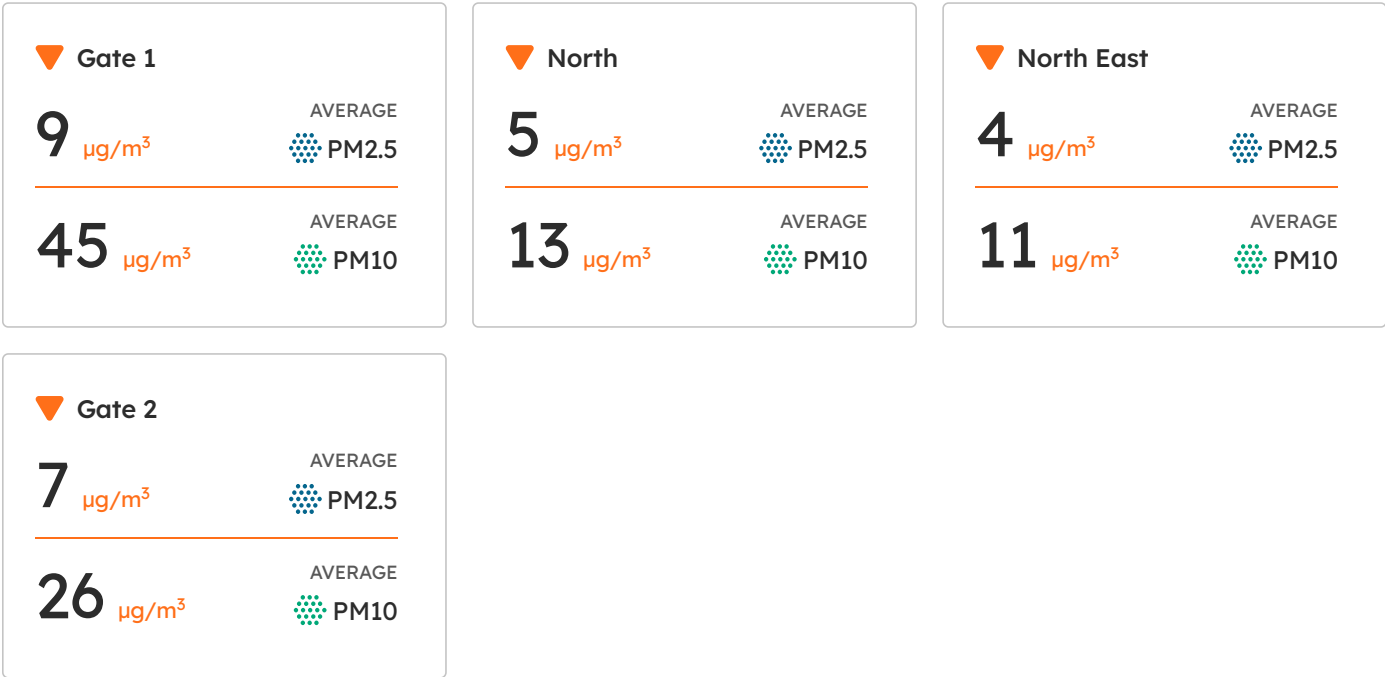 Gate 1
9 µg/m³
AVERAGE
PM2.5
45 µg/m³
AVERAGE
PM10
North
5 µg/m³
AVERAGE
PM2.5
13 µg/m³
AVERAGE
PM10
North East
4 µg/m³
AVERAGE
PM2.5
11 µg/m³
AVERAGE
PM10
Gate 2
7 µg/m³
AVERAGE
PM2.5
26 µg/m³
AVERAGE
PM10